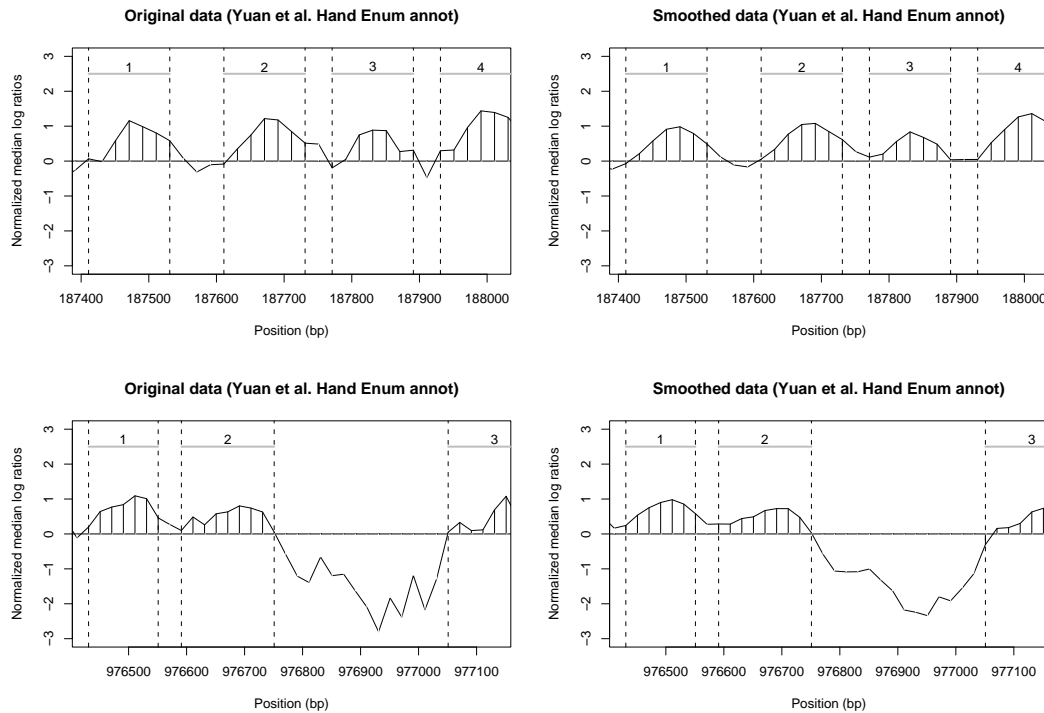 Original data (Yuan et al. Hand Enum annot)
Normalized median log ratios
3
2
1
0
−1
−2
−3
1
2
3
4
187400 187500 187600 187700 187800 187900 188000
Position (bp)
Smoothed data (Yuan et al. Hand Enum annot)
Normalized median log ratios
3
2
1
0
−1
−2
−3
1
2
3
4
187400 187500 187600 187700 187800 187900 188000
Position (bp)
Original data (Yuan et al. Hand Enum annot)
Normalized median log ratios
3
2
1
0
−1
−2
−3
1
2
3
976500 976600 976700 976800 976900 977000 977100
Position (bp)
Smoothed data (Yuan et al. Hand Enum annot)
Normalized median log ratios
3
2
1
0
−1
−2
−3
1
2
3
976500 976600 976700 976800 976900 977000 977100
Position (bp)